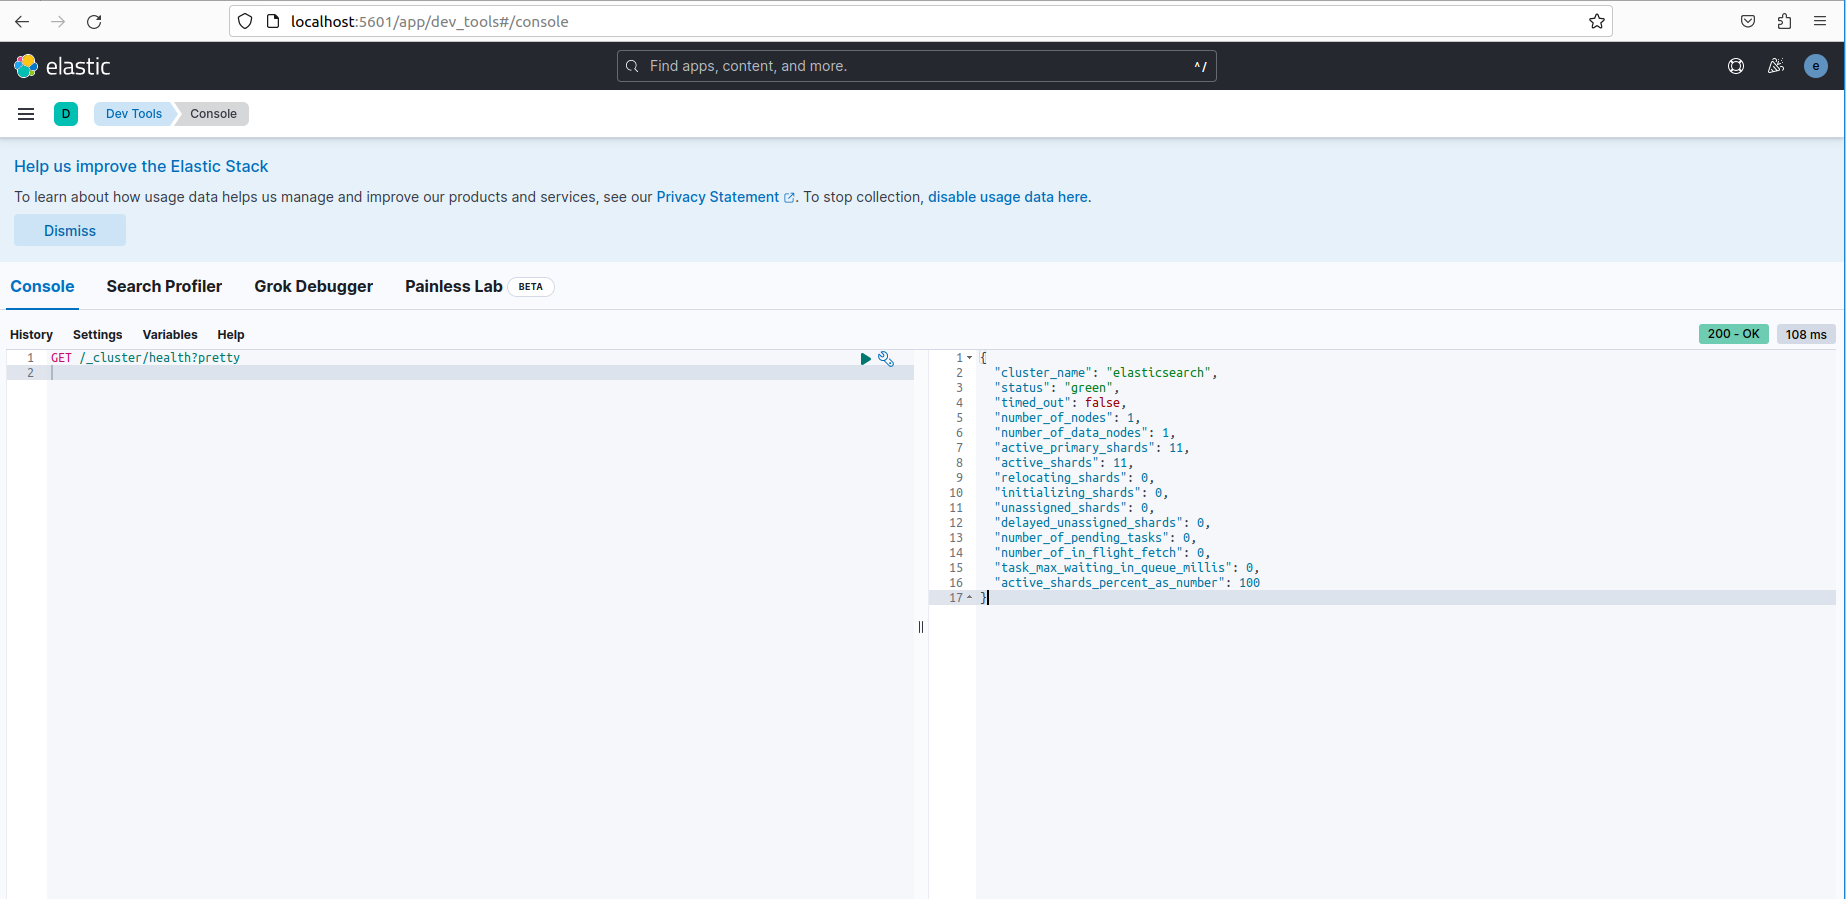 localhost:5601/app/dev_tools#/console
elastic
Find apps, content, and more.
^/
e
D
Dev Tools
Console
Help us improve the Elastic Stack
To learn about how usage data helps us manage and improve our products and services, see our Privacy Statement. To stop collection, disable usage data here.
Dismiss
Console
Search Profiler
Grok Debugger
Painless Lab
BETA
History
Settings
Variables
Help
200 - OK
108 ms
1 GET /_cluster/health?pretty
2
1 {
2 "cluster_name": "elasticsearch",
3 "status": "green",
4 "timed_out": false,
5 "number_of_nodes": 1,
6 "number_of_data_nodes": 1,
7 "active_primary_shards": 11,
8 "active_shards": 11,
9 "relocating_shards": 0,
10 "initializing_shards": 0,
11 "unassigned_shards": 0,
12 "delayed_unassigned_shards": 0,
13 "number_of_pending_tasks": 0,
14 "number_of_in_flight_fetch": 0,
15 "task_max_waiting_in_queue_millis": 0,
16 "active_shards_percent_as_number": 100
17 }